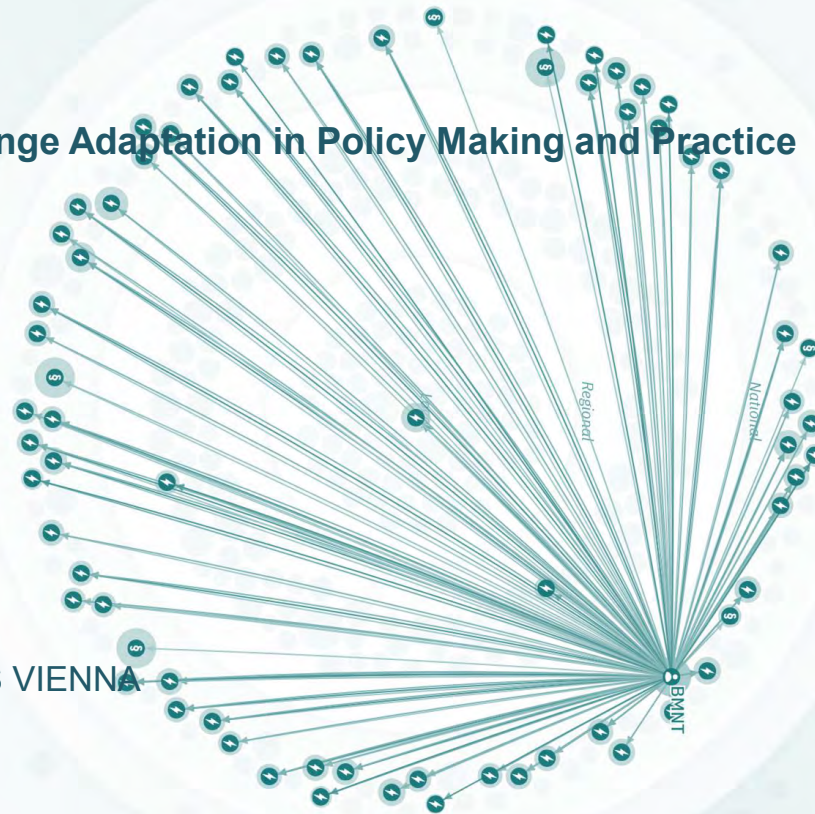 nge Adaptation in Policy Making and Practice
Regional
National
VIENNA
BMNT